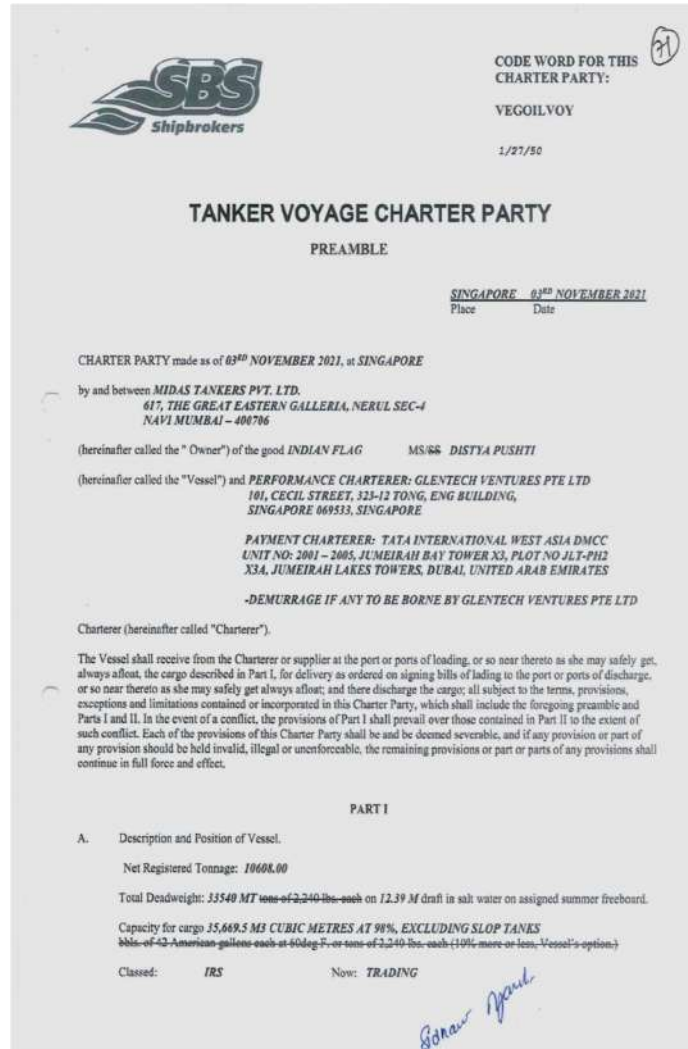 SBS
Shipbrokers
CODE WORD FOR THIS
CHARTER PARTY:
VEGOILVOY
1/27/50
71
TANKER VOYAGE CHARTER PARTY
PREAMBLE
SINGAPORE 03RD NOVEMBER 2021
Place Date
CHARTER PARTY made as of 03RD NOVEMBER 2021, at SINGAPORE
by and between MIDAS TANKERS PVT. LTD.
617, THE GREAT EASTERN GALLERIA, NERUL SEC-4
NAVI MUMBAI – 400706
(hereinafter called the " Owner") of the good INDIAN FLAG MS/SS DISTYA PUSHTI
(hereinafter called the "Vessel") and PERFORMANCE CHARTERER: GLENTECH VENTURES PTE LTD
101, CECIL STREET, 323-12 TONG, ENG BUILDING,
SINGAPORE 069533, SINGAPORE
PAYMENT CHARTERER: TATA INTERNATIONAL WEST ASIA DMCC
UNIT NO: 2001 – 2005, JUMEIRAH BAY TOWER X3, PLOT NO JLT-PH2
X3A, JUMEIRAH LAKES TOWERS, DUBAI, UNITED ARAB EMIRATES
-DEMURRAGE IF ANY TO BE BORNE BY GLENTECH VENTURES PTE LTD
Charterer (hereinafter called "Charterer").
The Vessel shall receive from the Charterer or supplier at the port or ports of loading, or so near thereto as she may safely get,
always afloat, the cargo described in Part I, for delivery as ordered on signing bills of lading to the port or ports of discharge,
or so near thereto as she may safely get always afloat; and there discharge the cargo; all subject to the terms, provisions,
exceptions and limitations contained or incorporated in this Charter Party, which shall include the foregoing preamble and
Parts I and II. In the event of a conflict, the provisions of Part I shall prevail over those contained in Part II to the extent of
such conflict. Each of the provisions of this Charter Party shall be and be deemed severable, and if any provision or part of
any provision should be held invalid, illegal or unenforceable, the remaining provisions or part or parts of any provisions shall
continue in full force and effect.
PART I
A. Description and Position of Vessel.
Net Registered Tonnage: 10608.00
Total Deadweight: 33540 MT tons of 2,240 lbs. each on 12.39 M draft in salt water on assigned summer freeboard.
Capacity for cargo 35,669.5 M3 CUBIC METRES AT 98%, EXCLUDING SLOP TANKS
bbls. of 42 American gallons each at 60deg F. or tons of 2,240 lbs. each (10% more or less, Vessel's option.)
Classed: IRS Now: TRADING